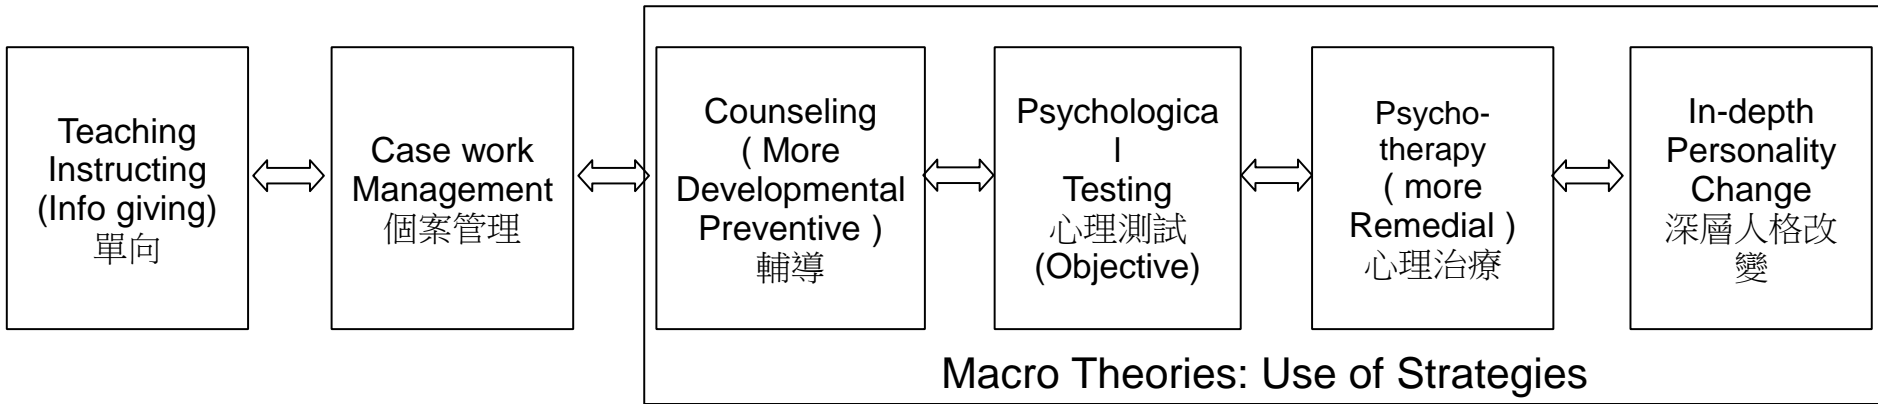 Teaching
Instructing
(Info giving)
單向
Case work
Management
個案管理
Counseling
( More
Developmental
Preventive )
輔導
Psychologica
l
Testing
心理測試
(Objective)
Psycho-
therapy
( more
Remedial )
心理治療
In-depth
Personality
Change
深層人格改
變
Macro Theories: Use of Strategies